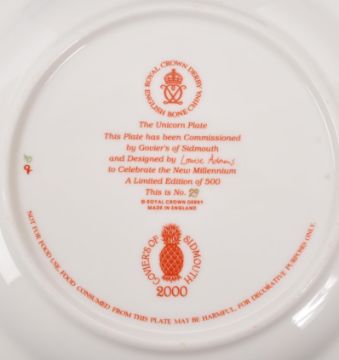 ROYAL CROWN DERBY
ENGLISH BONE CHINA
The Unicorn Plate
This Plate has been Commissioned
by Govier's of Sidmouth
and Designed by Louise Adams
to Celebrate the New Millennium
A Limited Edition of 500
This is No. 29
© ROYAL CROWN DERBY
MADE IN ENGLAND
GOVIER'S OF SIDMOUTH
2000
NOT FOR FOOD USE. FOOD CONSUMED FROM THIS PLATE MAY BE HARMFUL. FOR DECORATIVE PURPOSES ONLY.